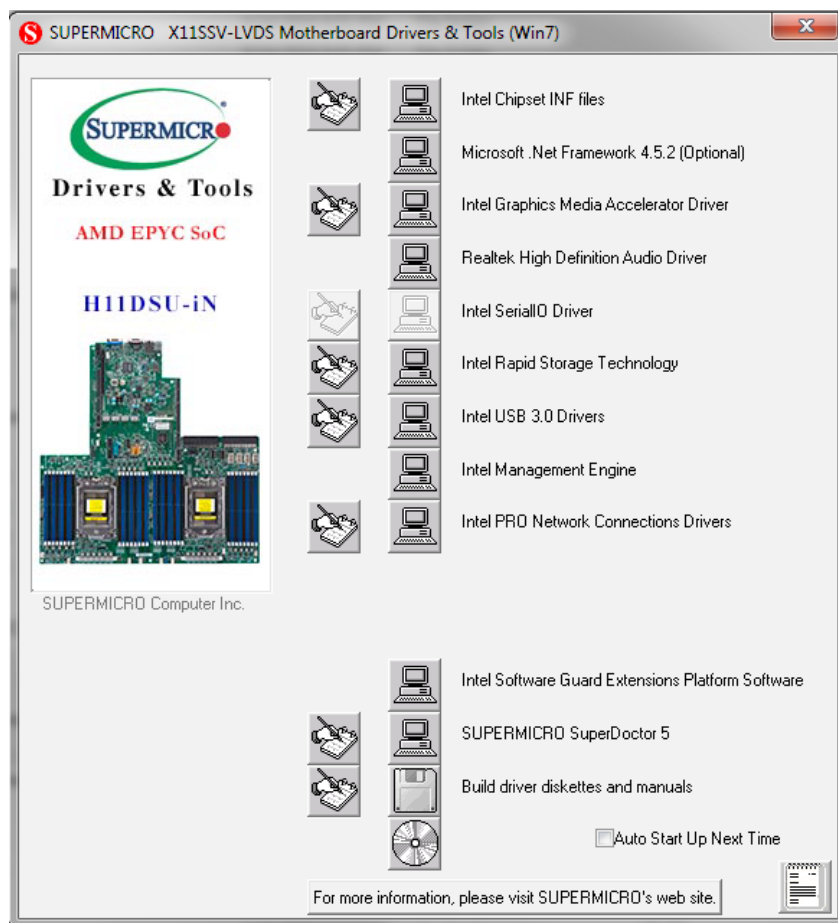 SUPERMICRO X11SSV-LVDS Motherboard Drivers & Tools (Win7)
SUPERMICRO
Drivers & Tools
AMD EPYC SoC
H11DSU-iN
SUPERMICRO Computer Inc.
Intel Chipset INF files
Microsoft .Net Framework 4.5.2 (Optional)
Intel Graphics Media Accelerator Driver
Realtek High Definition Audio Driver
Intel SerialIO Driver
Intel Rapid Storage Technology
Intel USB 3.0 Drivers
Intel Management Engine
Intel PRO Network Connections Drivers
Intel Software Guard Extensions Platform Software
SUPERMICRO SuperDoctor 5
Build driver diskettes and manuals
Auto Start Up Next Time
For more information, please visit SUPERMICRO's web site.